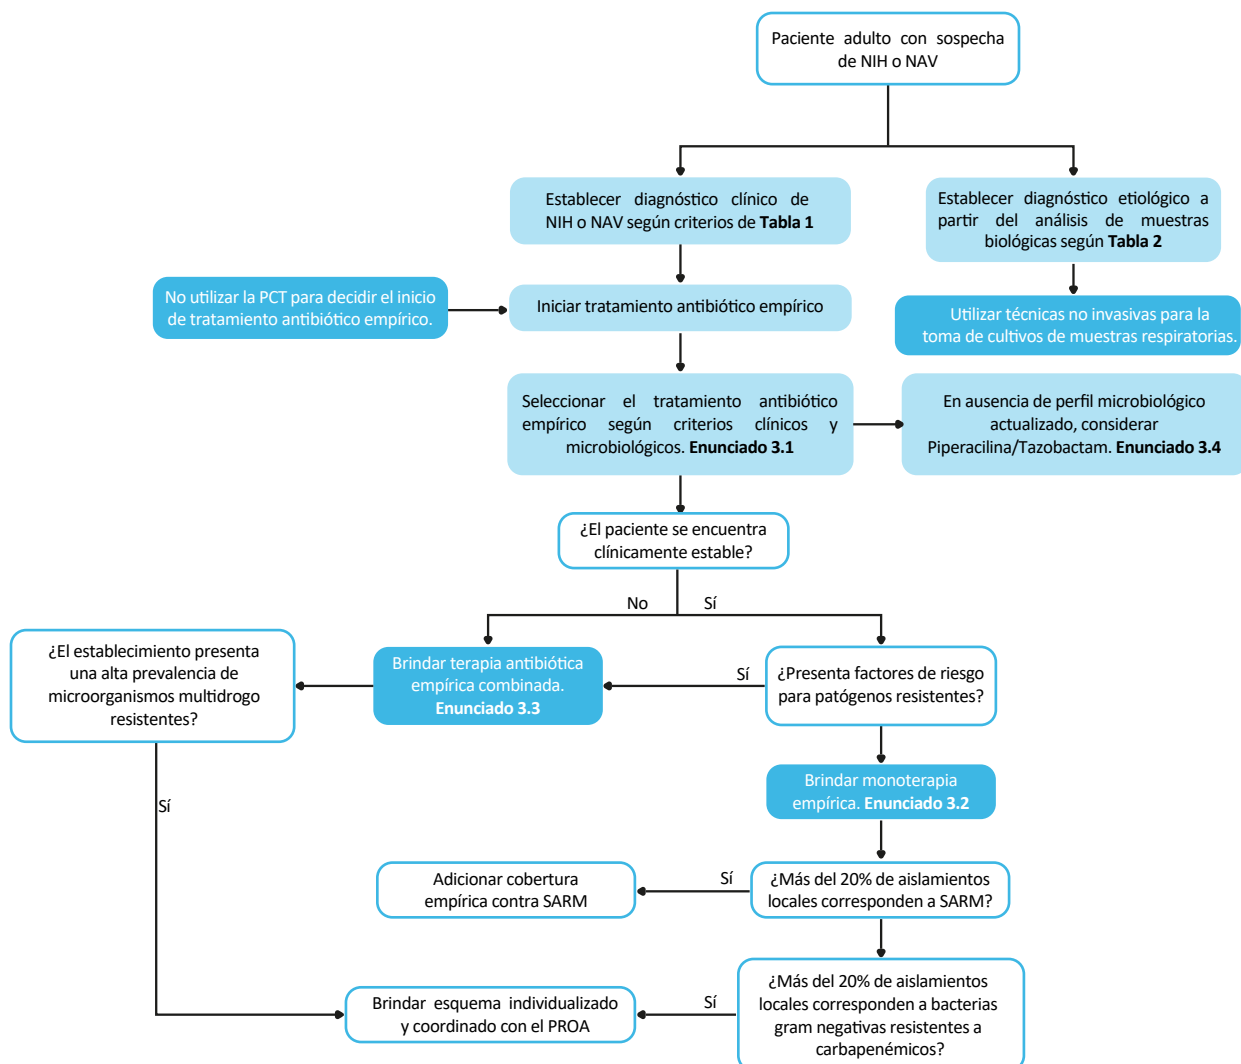 Paciente adulto con sospecha
de NIH o NAV
Establecer diagnóstico clínico de
NIH o NAV según criterios de Tabla 1
Establecer diagnóstico etiológico a
partir del análisis de muestras
biológicas según Tabla 2
No utilizar la PCT para decidir el inicio
de tratamiento antibiótico empírico.
Iniciar tratamiento antibiótico empírico
Utilizar técnicas no invasivas para la
toma de cultivos de muestras respiratorias.
Seleccionar el tratamiento antibiótico
empírico según criterios clínicos y
microbiológicos. Enunciado 3.1
En ausencia de perfil microbiológico
actualizado, considerar
Piperacilina/Tazobactam. Enunciado 3.4
¿El paciente se encuentra
clínicamente estable?
No
Sí
¿El establecimiento presenta
una alta prevalencia de
microorganismos multidrogo
resistentes?
Brindar terapia antibiótica
empírica combinada.
Enunciado 3.3
Sí
¿Presenta factores de riesgo
para patógenos resistentes?
Brindar monoterapia
empírica. Enunciado 3.2
Sí
Adicionar cobertura
empírica contra SARM
Sí
¿Más del 20% de aislamientos
locales corresponden a SARM?
Brindar esquema individualizado
y coordinado con el PROA
Sí
¿Más del 20% de aislamientos
locales corresponden a bacterias
gram negativas resistentes a
carbapenémicos?